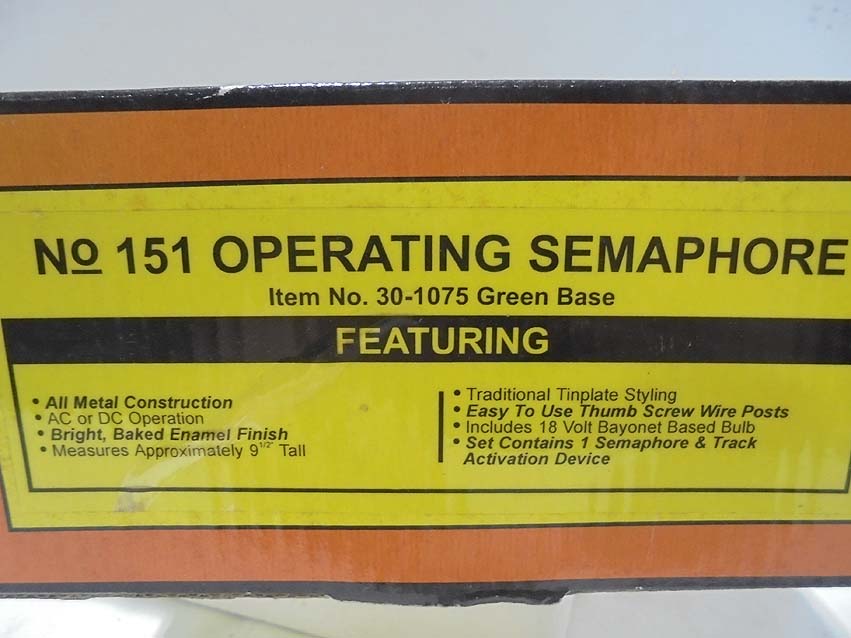 Nº 151 OPERATING SEMAPHORE
Item No. 30-1075 Green Base
FEATURING
• All Metal Construction
• AC or DC Operation
• Bright, Baked Enamel Finish
• Measures Approximately 9 1/2" Tall
• Traditional Tinplate Styling
• Easy To Use Thumb Screw Wire Posts
• Includes 18 Volt Bayonet Based Bulb
• Set Contains 1 Semaphore & Track
Activation Device